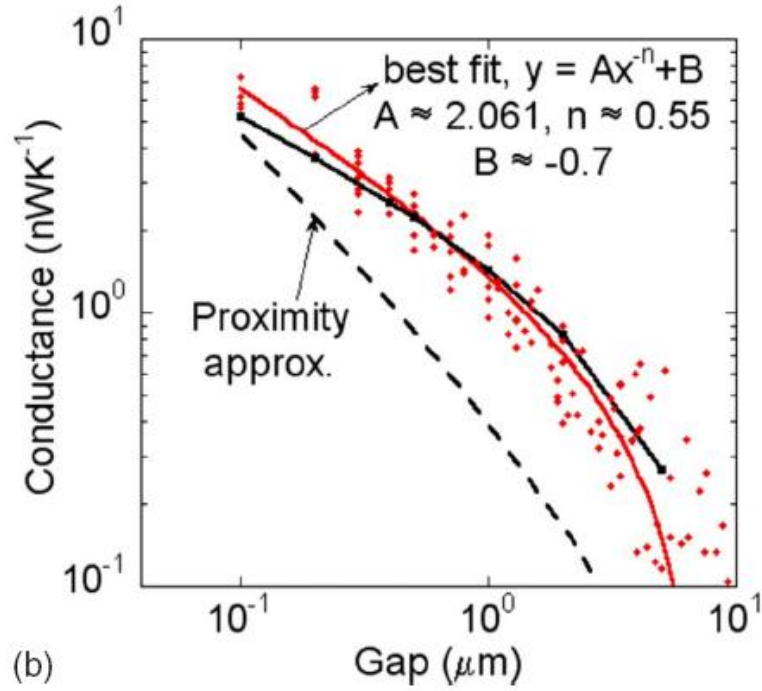 10¹
best fit, y = Ax⁻ⁿ+B
A ≈ 2.061, n ≈ 0.55
B ≈ -0.7
Conductance (nWK⁻¹)
10⁰
Proximity
approx.
10⁻¹
10⁻¹ 10⁰ 10¹
(b) Gap (μm)